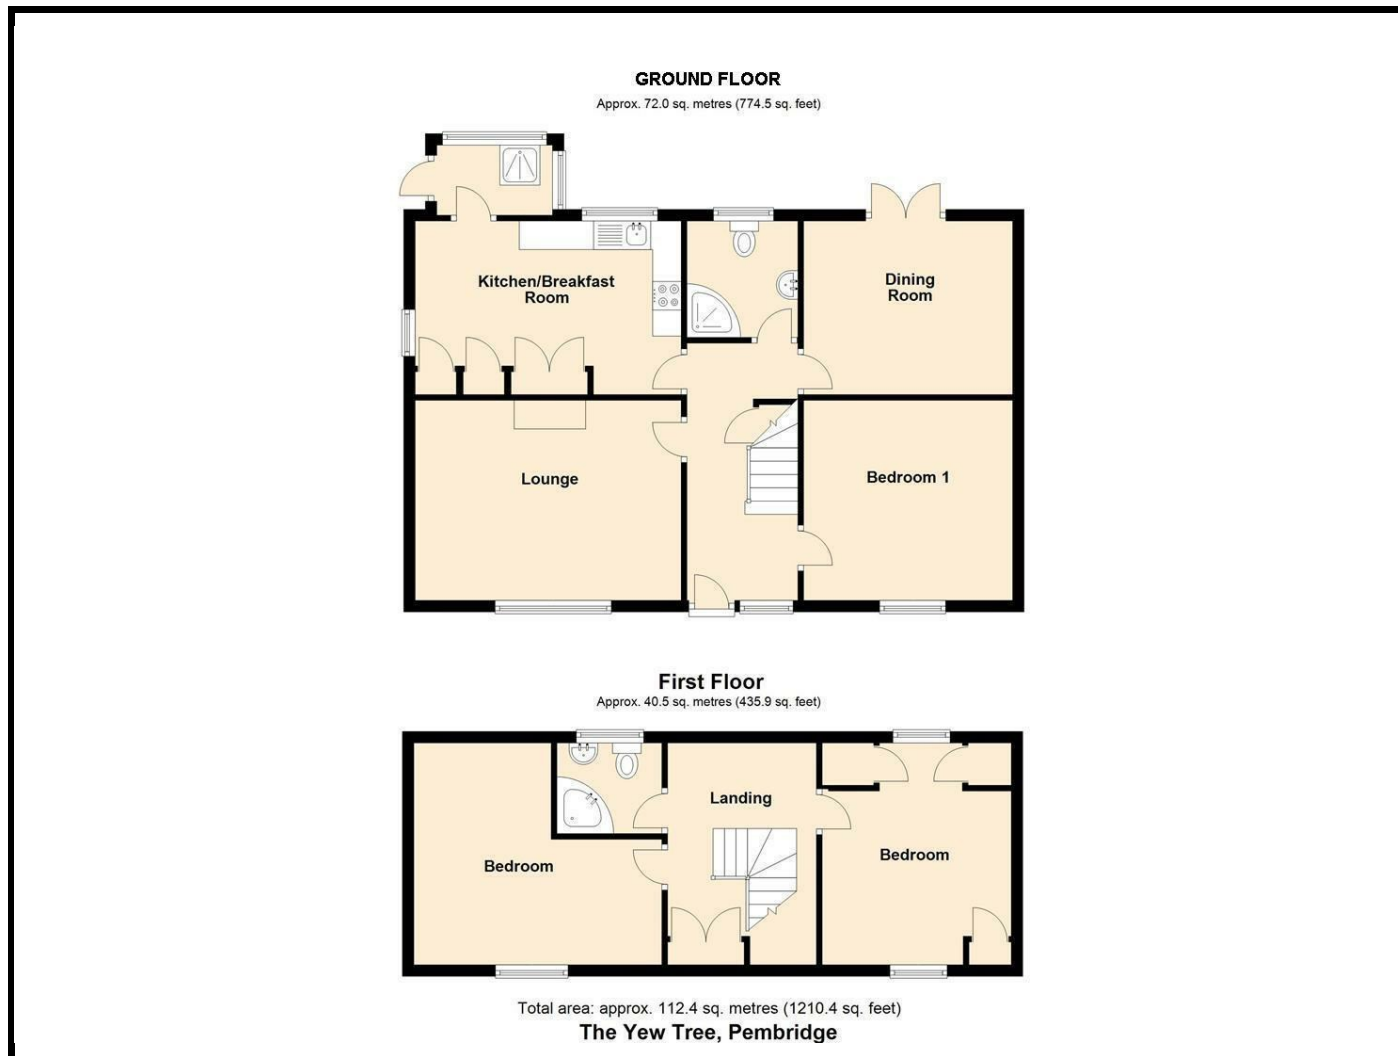 GROUND FLOOR
Approx. 72.0 sq. metres (774.5 sq. feet)
Kitchen/Breakfast
Room
Dining
Room
Lounge
Bedroom 1
First Floor
Approx. 40.5 sq. metres (435.9 sq. feet)
Landing
Bedroom
Bedroom
Total area: approx. 112.4 sq. metres (1210.4 sq. feet)
The Yew Tree, Pembridge